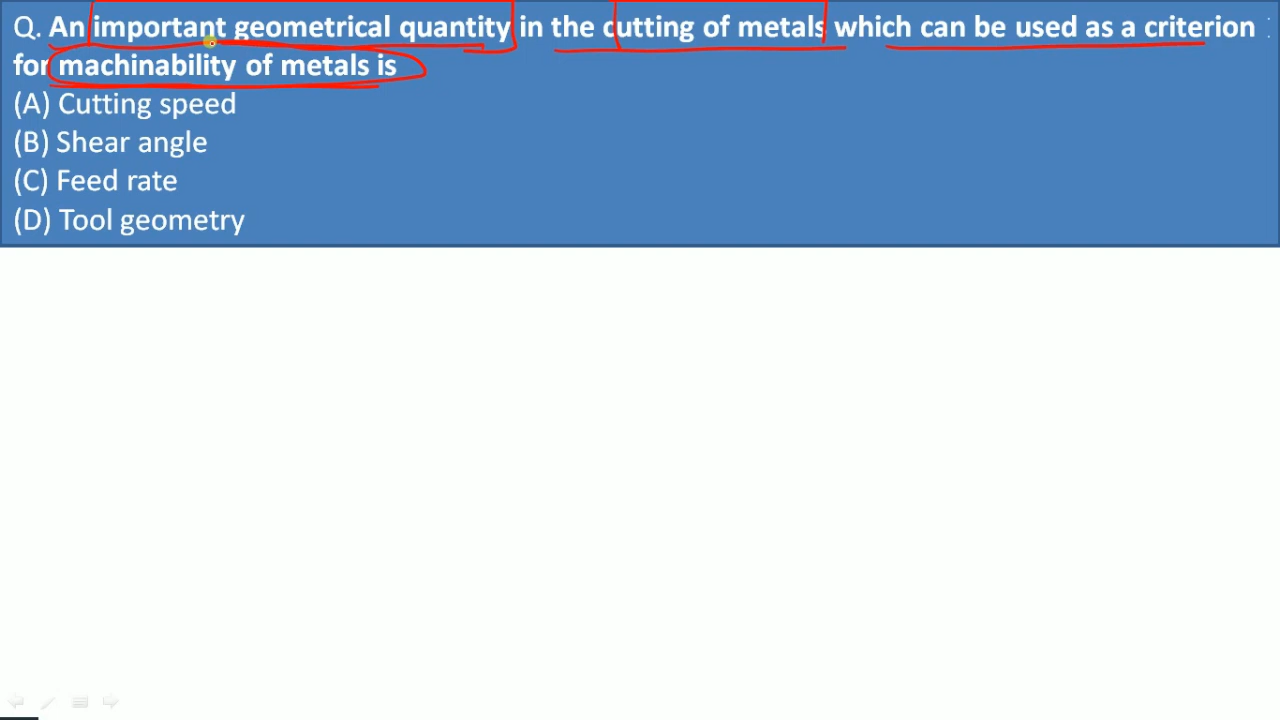 Q. An important geometrical quantity in the cutting of metals which can be used as a criterion
for machinability of metals is
(A) Cutting speed
(B) Shear angle
(C) Feed rate
(D) Tool geometry